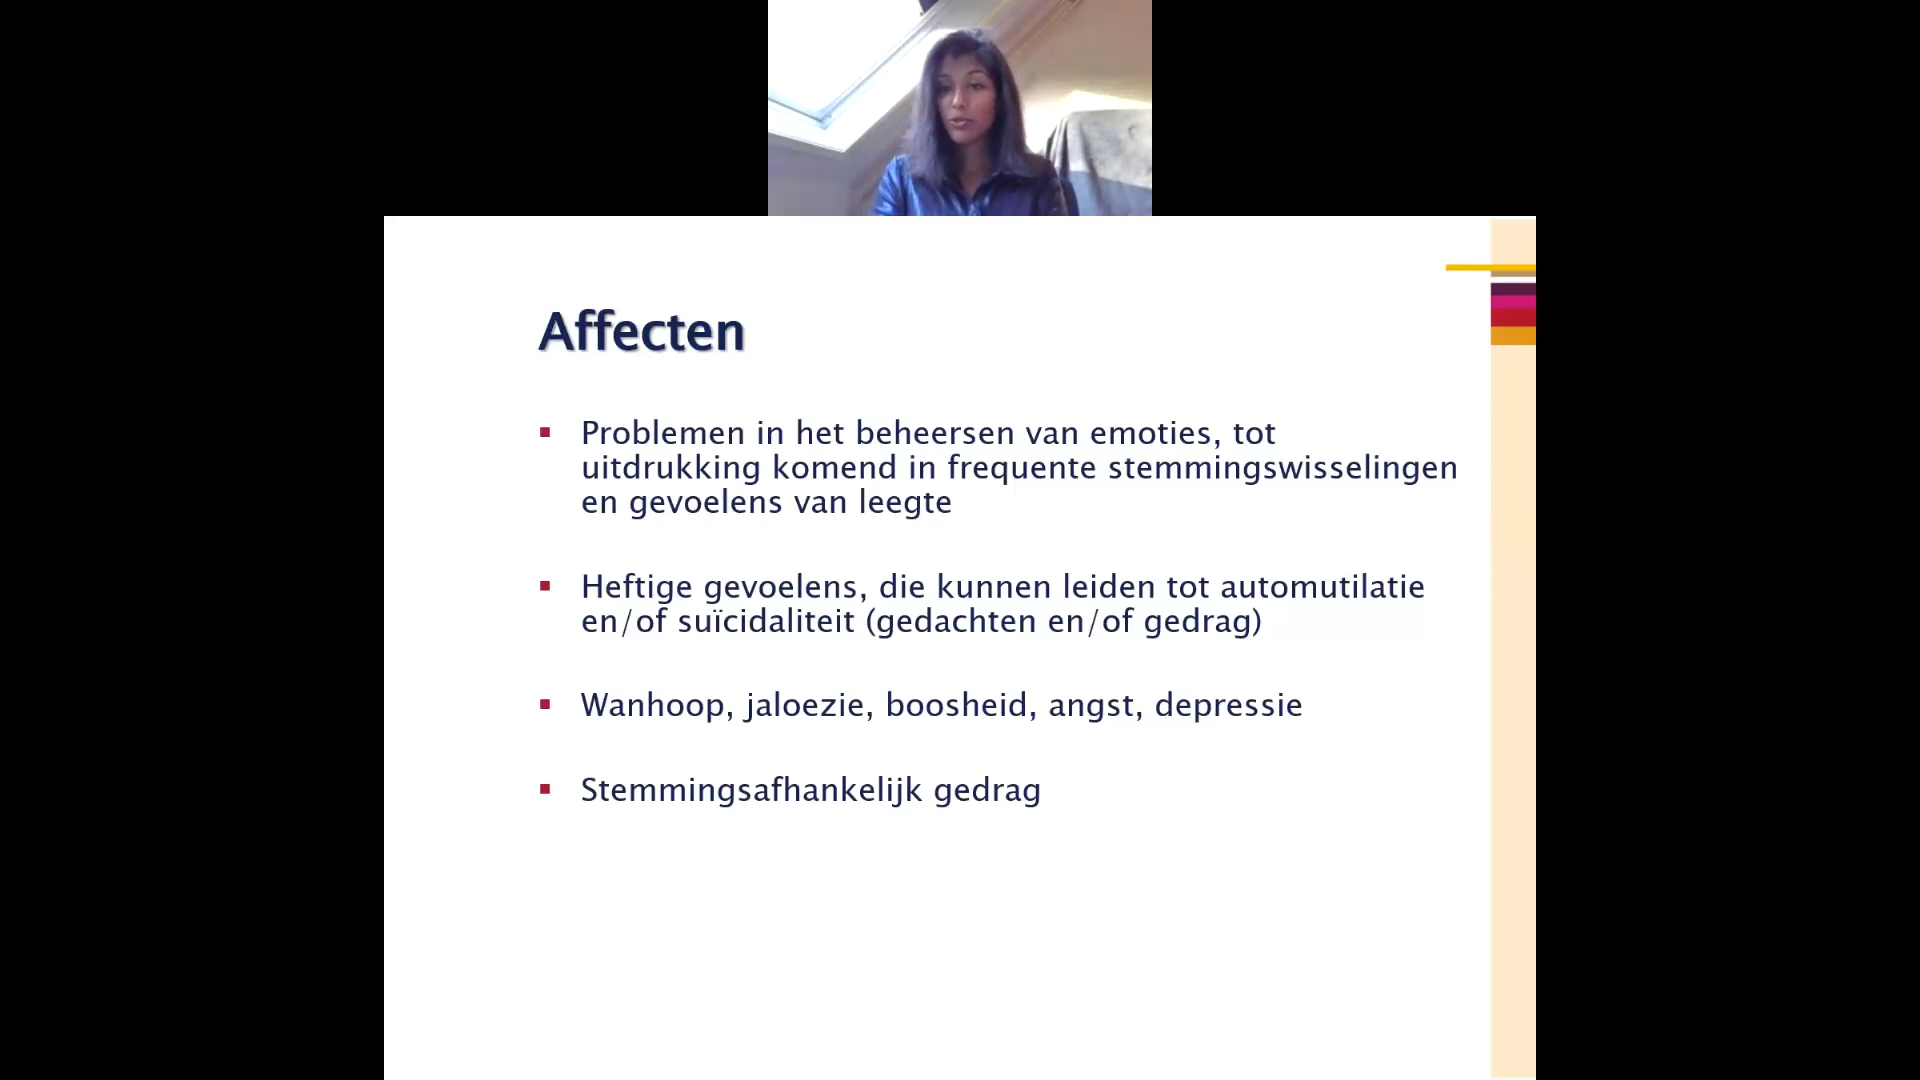 Affecten
Problemen in het beheersen van emoties, tot
uitdrukking komend in frequente stemmingswisselingen
en gevoelens van leegte
Heftige gevoelens, die kunnen leiden tot automutilatie
en/of suïcidaliteit (gedachten en/of gedrag)
Wanhoop, jaloezie, boosheid, angst, depressie
Stemmingsafhankelijk gedrag